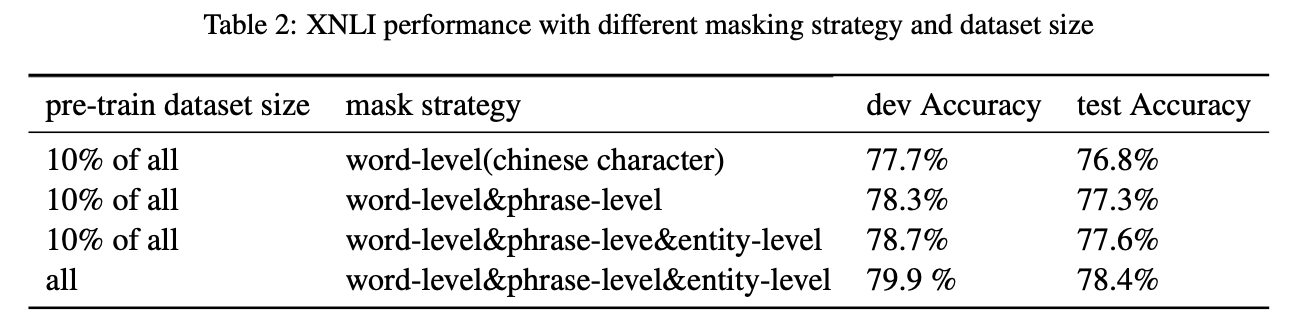 Table 2: XNLI performance with different masking strategy and dataset size
pre-train dataset size mask strategy dev Accuracy test Accuracy
10% of all word-level(chinese character) 77.7% 76.8%
10% of all word-level&phrase-level 78.3% 77.3%
10% of all word-level&phrase-leve&entity-level 78.7% 77.6%
all word-level&phrase-level&entity-level 79.9 % 78.4%